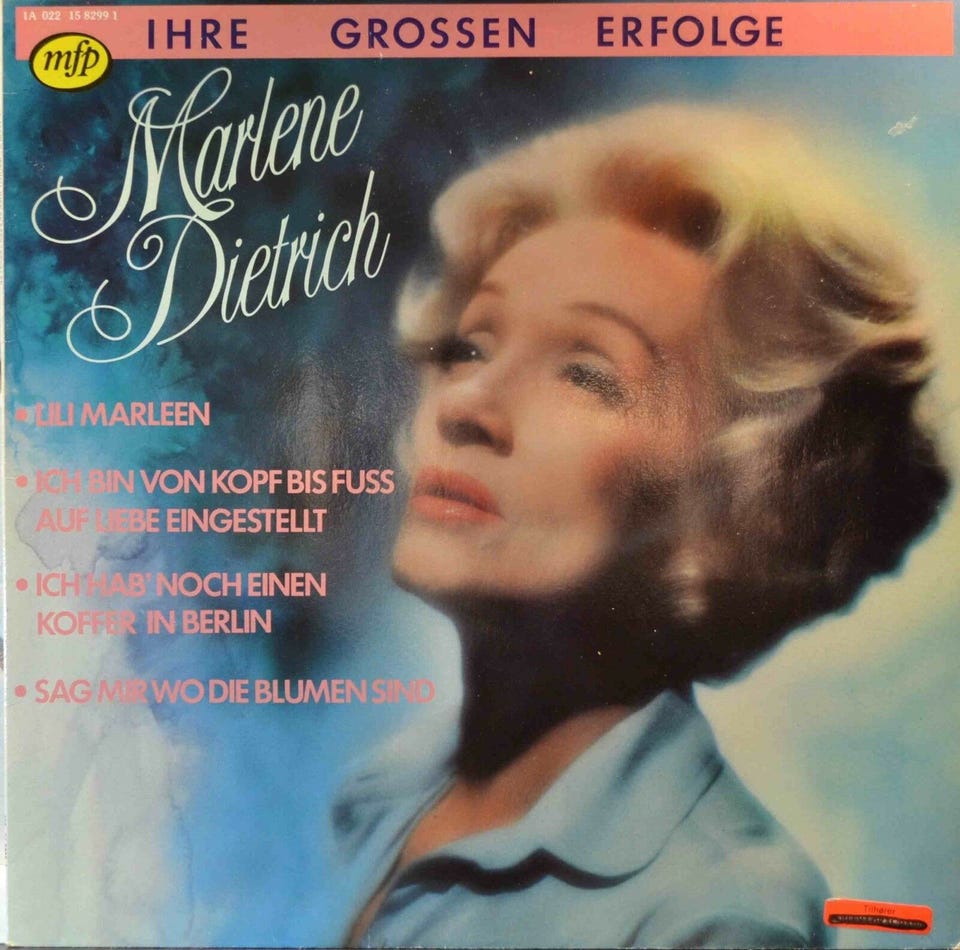 1A 022 15 8299 1
IHRE GROSSEN ERFOLGE
mfp
Marlene
Dietrich
• LILI MARLEEN
• ICH BIN VON KOPF BIS FUSS
AUF LIEBE EINGESTELLT
• ICH HAB' NOCH EINEN
KOFFER IN BERLIN
• SAG MIR WO DIE BLUMEN SIND
Tilhører